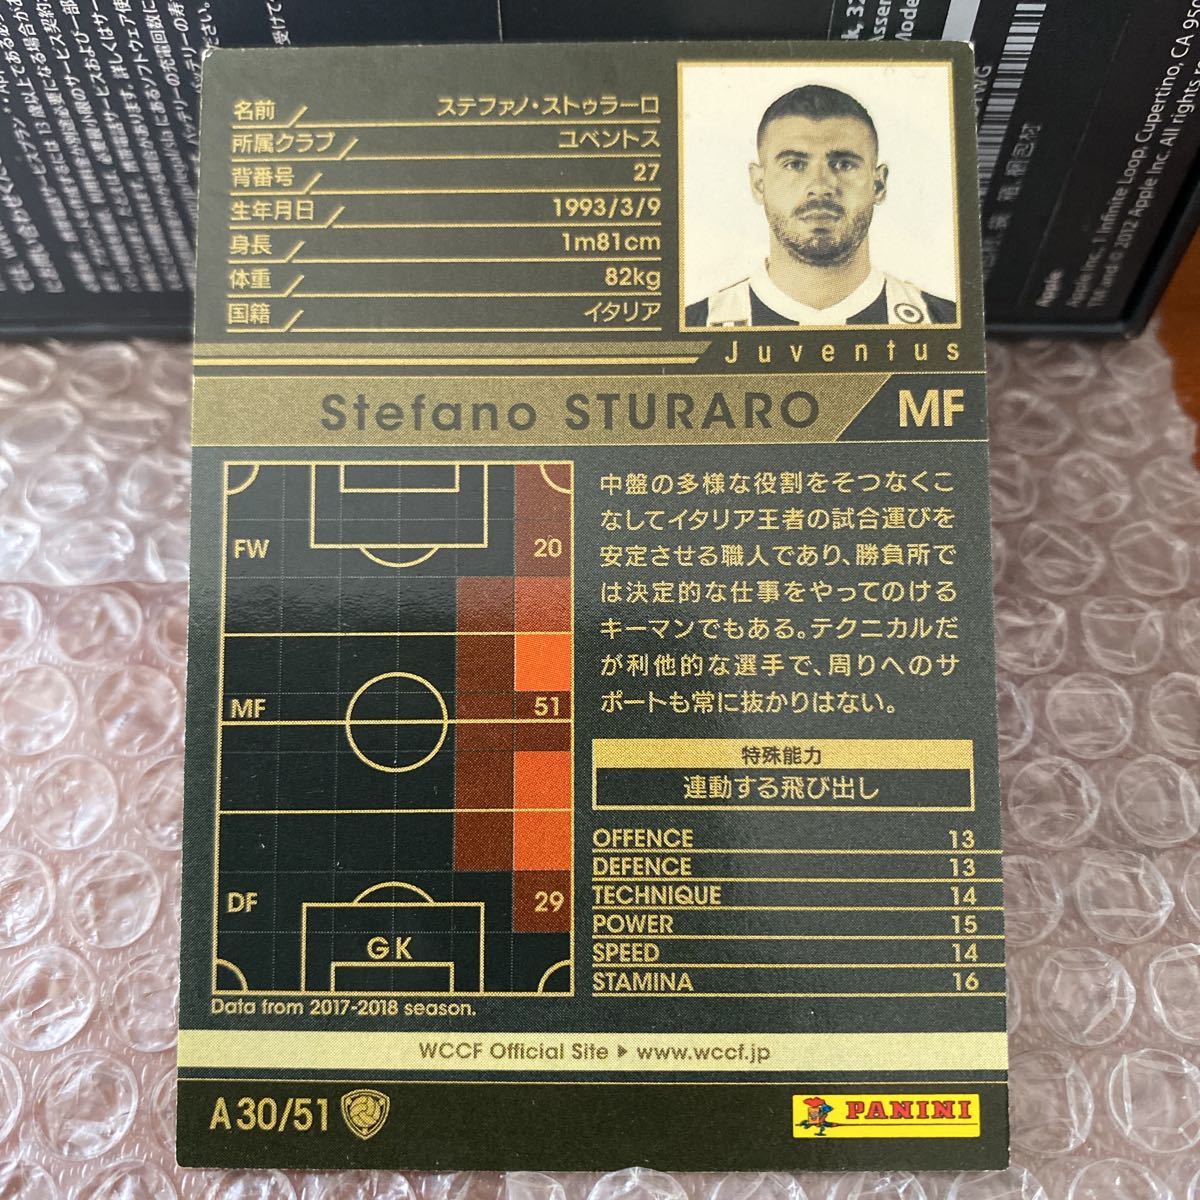 名前 ステファノ・ストゥラーロ
所属クラブ ユベントス
背番号 27
生年月日 1993/3/9
身長 1m81cm
体重 82kg
国籍 イタリア
Juventus
Stefano STURARO MF
FW 20
MF 51
DF 29
GK
Data from 2017-2018 season.
中盤の多様な役割をそつなくこ
なしてイタリア王者の試合運びを
安定させる職人であり、勝負所で
は決定的な仕事をやってのける
キーマンでもある。テクニカルだ
が利他的な選手で、周りへのサ
ポートも常に抜かりはない。
特殊能力
連動する飛び出し
OFFENCE 13
DEFENCE 13
TECHNIQUE 14
POWER 15
SPEED 14
STAMINA 16
WCCF Official Site ▶ www.wccf.jp
A30/51
PANINI